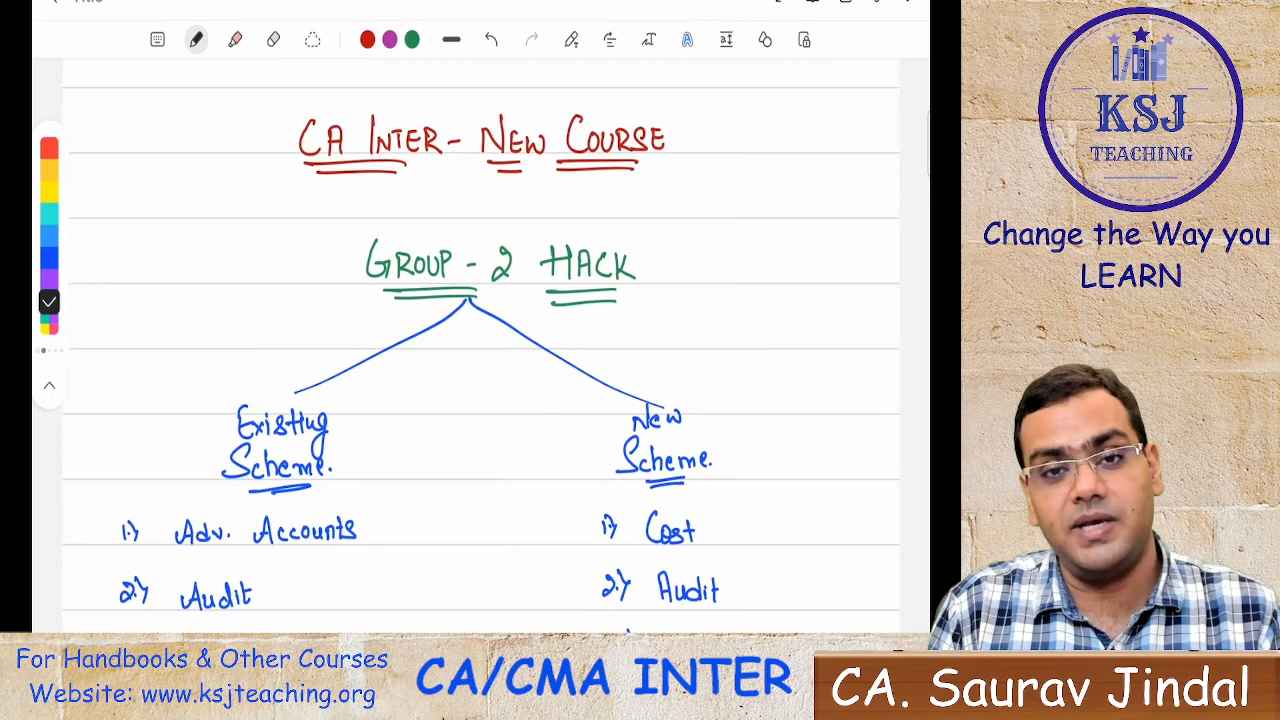 CA INTER - NEW COURSE
GROUP - 2 HACK
Existing
Scheme.
New
Scheme.
1.) Adv. Accounts
2.) Audit
1.) Cost
2.) Audit
KSJ
TEACHING
Change the Way you
LEARN
For Handbooks & Other Courses
Website: www.ksjteaching.org
CA/CMA INTER
CA. Saurav Jindal